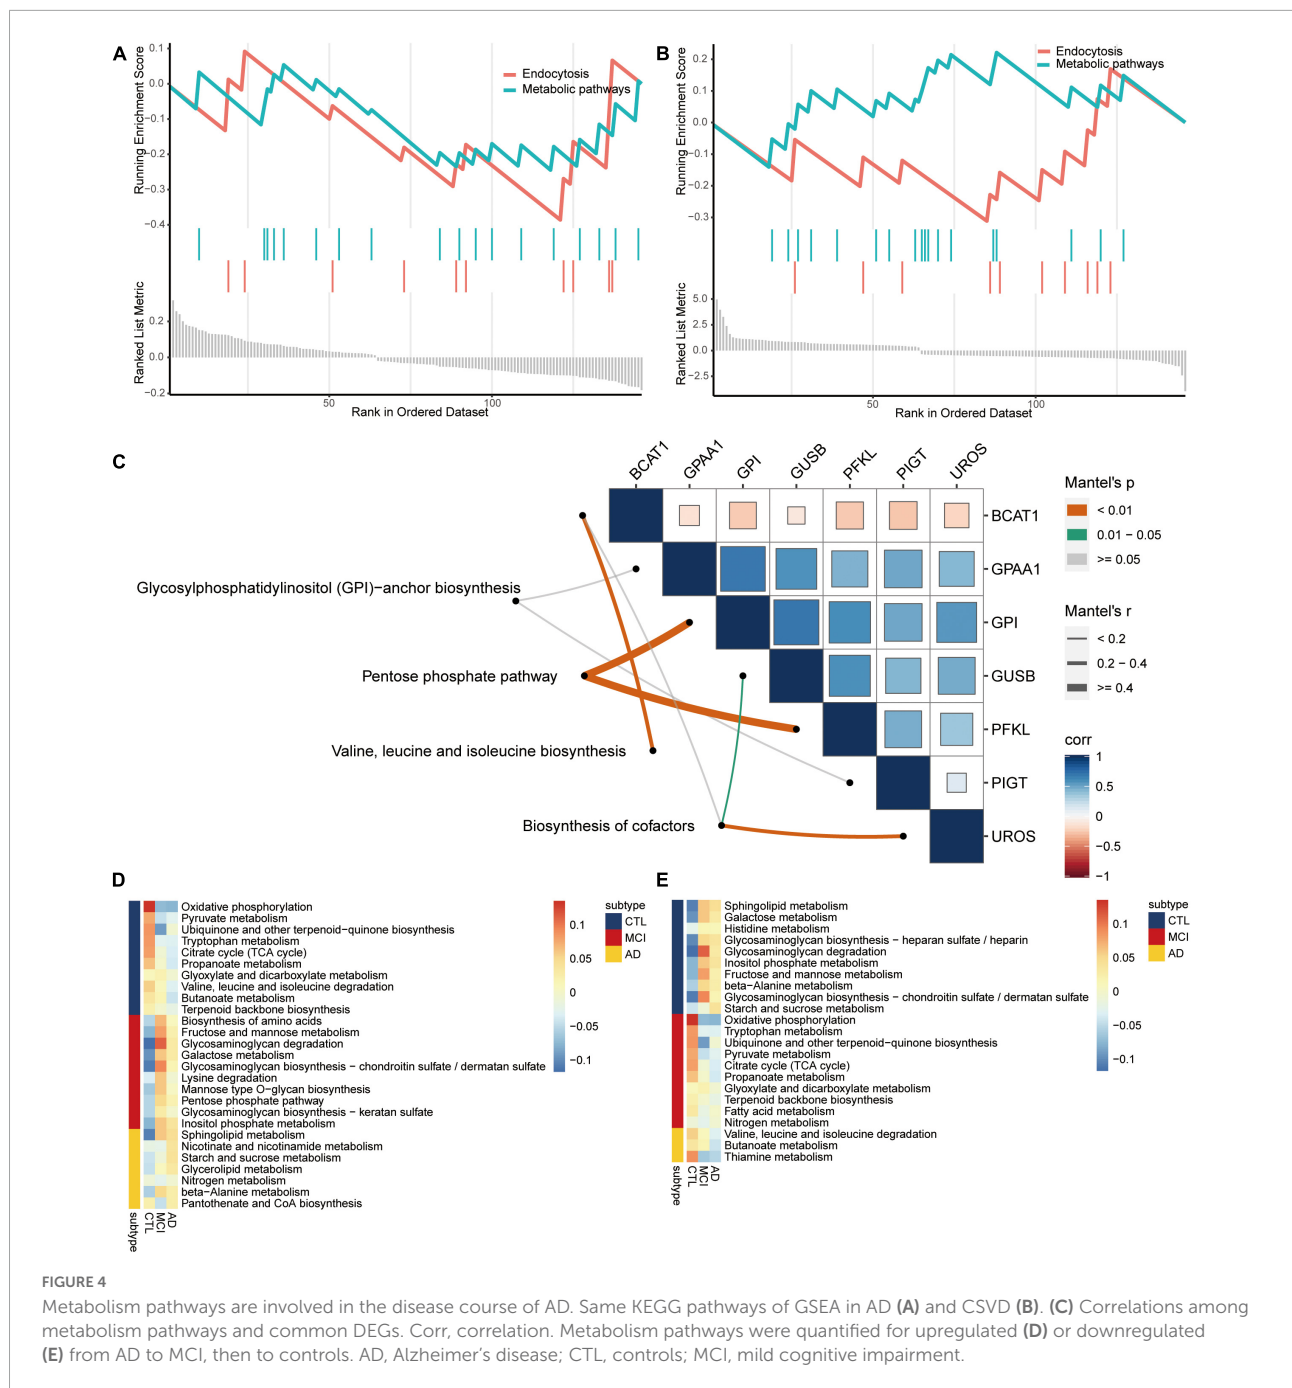 A
Running Enrichment Score
0.1
0.0
−0.1
−0.2
−0.3
−0.4
Endocytosis
Metabolic pathways
Ranked List Metric
0.2
0.0
−0.2
50
100
Rank in Ordered Dataset
B
Running Enrichment Score
0.2
0.1
0.0
−0.1
−0.2
−0.3
Endocytosis
Metabolic pathways
Ranked List Metric
5.0
2.5
0.0
−2.5
50
100
Rank in Ordered Dataset
C
BCAT1
GPAA1
GPI
GUSB
PFKL
PIGT
UROS
BCAT1
GPAA1
GPI
GUSB
PFKL
PIGT
UROS
Glycosylphosphatidylinositol (GPI)−anchor biosynthesis
Pentose phosphate pathway
Valine, leucine and isoleucine biosynthesis
Biosynthesis of cofactors
Mantel's p
< 0.01
0.01 − 0.05
>= 0.05
Mantel's r
< 0.2
0.2 − 0.4
>= 0.4
corr
1
0.5
0
−0.5
−1
D
Oxidative phosphorylation
Pyruvate metabolism
Ubiquinone and other terpenoid−quinone biosynthesis
Tryptophan metabolism
Citrate cycle (TCA cycle)
Propanoate metabolism
Glyoxylate and dicarboxylate metabolism
Valine, leucine and isoleucine degradation
Butanoate metabolism
Terpenoid backbone biosynthesis
Biosynthesis of amino acids
Fructose and mannose metabolism
Glycosaminoglycan degradation
Galactose metabolism
Glycosaminoglycan biosynthesis − chondroitin sulfate / dermatan sulfate
Lysine degradation
Mannose type O−glycan biosynthesis
Pentose phosphate pathway
Glycosaminoglycan biosynthesis − keratan sulfate
Inositol phosphate metabolism
Sphingolipid metabolism
Nicotinate and nicotinamide metabolism
Starch and sucrose metabolism
Glycerolipid metabolism
Nitrogen metabolism
beta−Alanine metabolism
Pantothenate and CoA biosynthesis
subtype
CTL
MCI
AD
0.1
0.05
0
−0.05
−0.1
subtype
CTL
MCI
AD
E
Sphingolipid metabolism
Galactose metabolism
Histidine metabolism
Glycosaminoglycan biosynthesis − heparan sulfate / heparin
Glycosaminoglycan degradation
Inositol phosphate metabolism
Fructose and mannose metabolism
beta−Alanine metabolism
Glycosaminoglycan biosynthesis − chondroitin sulfate / dermatan sulfate
Starch and sucrose metabolism
Oxidative phosphorylation
Tryptophan metabolism
Ubiquinone and other terpenoid−quinone biosynthesis
Pyruvate metabolism
Citrate cycle (TCA cycle)
Propanoate metabolism
Glyoxylate and dicarboxylate metabolism
Terpenoid backbone biosynthesis
Fatty acid metabolism
Nitrogen metabolism
Valine, leucine and isoleucine degradation
Butanoate metabolism
Thiamine metabolism
subtype
CTL
MCI
AD
0.1
0.05
0
−0.05
−0.1
subtype
CTL
MCI
AD
FIGURE 4
Metabolism pathways are involved in the disease course of AD. Same KEGG pathways of GSEA in AD (A) and CSVD (B). (C) Correlations among
metabolism pathways and common DEGs. Corr, correlation. Metabolism pathways were quantified for upregulated (D) or downregulated
(E) from AD to MCI, then to controls. AD, Alzheimer's disease; CTL, controls; MCI, mild cognitive impairment.